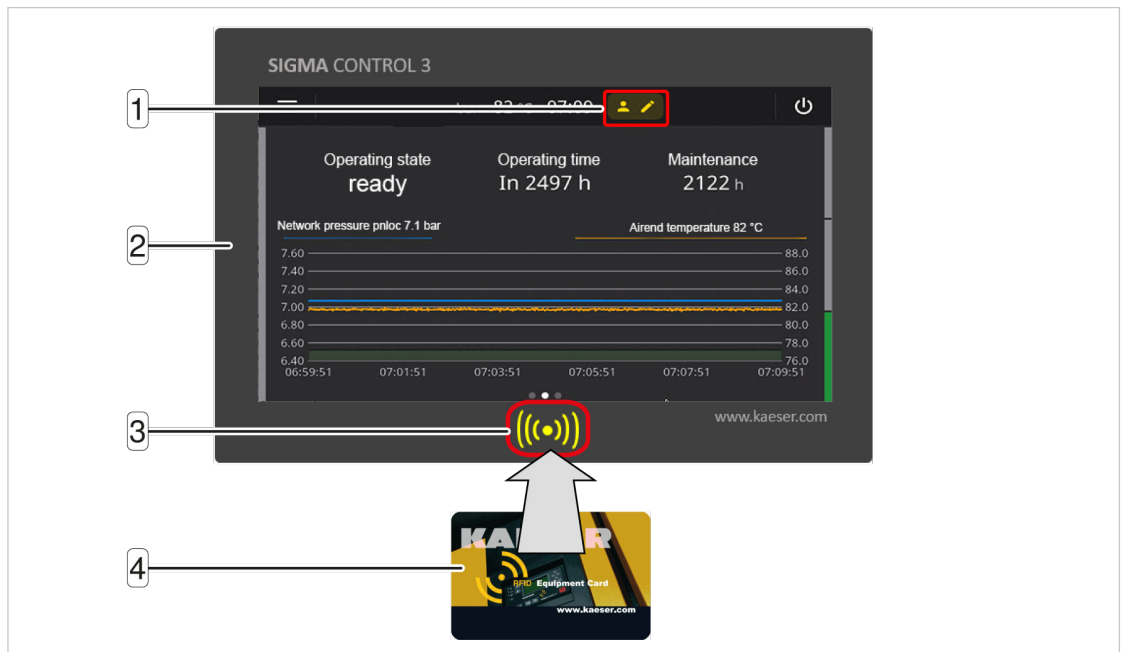 SIGMA CONTROL 3
1
82 °C 07:09
Operating state
ready
Operating time
In 2497 h
Maintenance
2122 h
Network pressure pnloc 7.1 bar
Airend temperature 82 °C
2
7.60 88.0
7.40 86.0
7.20 84.0
7.00 82.0
6.80 80.0
6.60 78.0
6.40 76.0
06:59:51 07:01:51 07:03:51 07:05:51 07:07:51 07:09:51
www.kaeser.com
3
4
RFID Equipment Card
www.kaeser.com